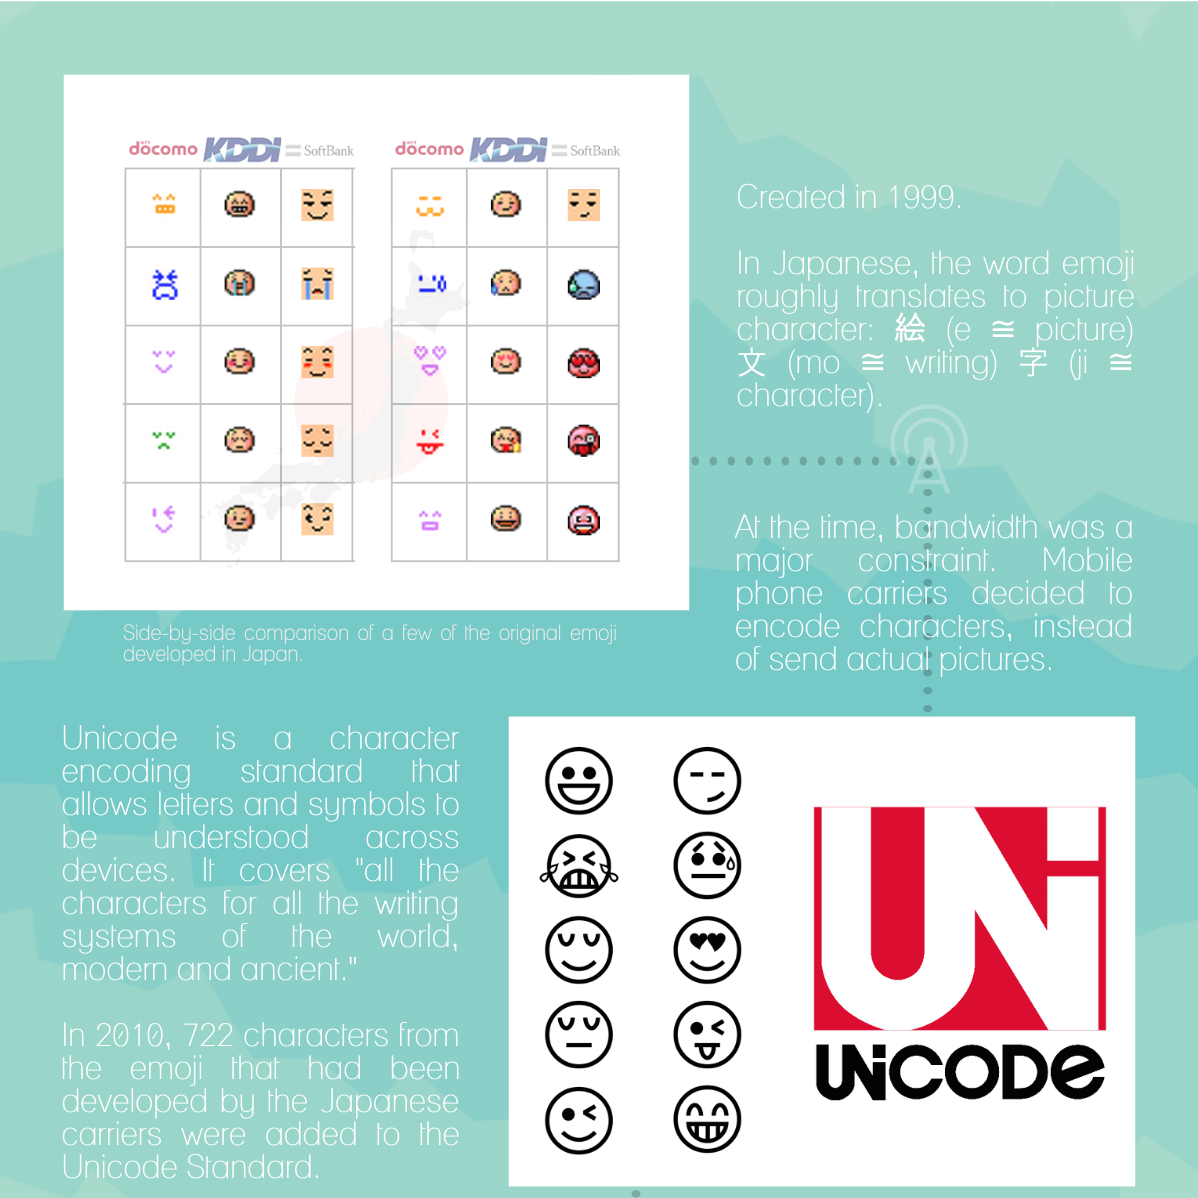 NTT
döcomo KDDI SoftBank döcomo KDDI SoftBank
Created in 1999.
In Japanese, the word emoji
roughly translates to picture
character: 絵 (e ≅ picture)
文 (mo ≅ writing) 字 (ji ≅
character).
At the time, bandwidth was a
major constraint. Mobile
phone carriers decided to
encode characters, instead
of send actual pictures.
Side-by-side comparison of a few of the original emoji
developed in Japan.
Unicode is a character
encoding standard that
allows letters and symbols to
be understood across
devices. It covers "all the
characters for all the writing
systems of the world,
modern and ancient."
In 2010, 722 characters from
the emoji that had been
developed by the Japanese
carriers were added to the
Unicode Standard.
UNi
UNiCODe